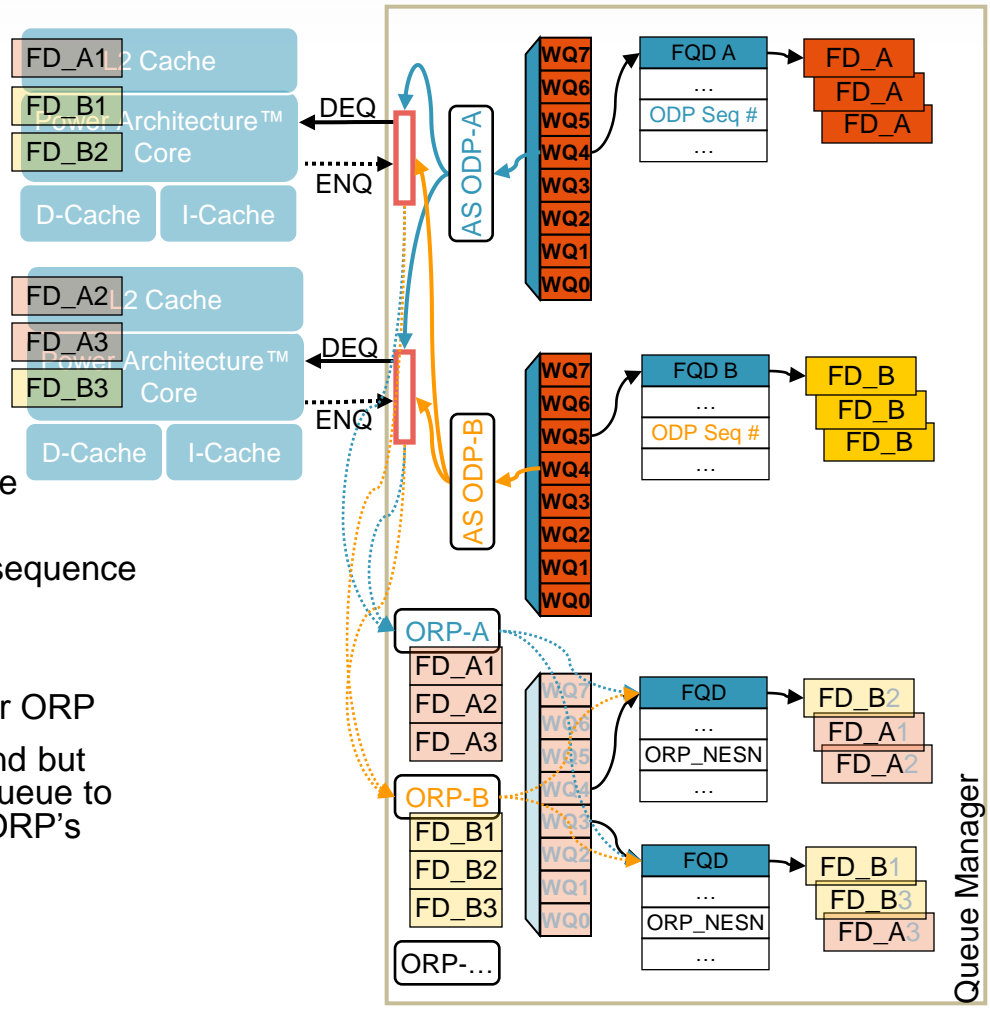 FD_A1
L2 Cache
FD_B1
Power Architecture™
Core
FD_B2
D-Cache
I-Cache
DEQ
ENQ
FD_A2
L2 Cache
FD_A3
Power Architecture™
Core
FD_B3
D-Cache
I-Cache
DEQ
ENQ
e
sequence
r ORP
nd but
ueue to
ORP's
AS ODP-A
WQ7
WQ6
WQ5
WQ4
WQ3
WQ2
WQ1
WQ0
FQD A
...
ODP Seq #
...
FD_A
FD_A
FD_A
AS ODP-B
WQ7
WQ6
WQ5
WQ4
WQ3
WQ2
WQ1
WQ0
FQD B
...
ODP Seq #
...
FD_B
FD_B
FD_B
ORP-A
FD_A1
FD_A2
FD_A3
ORP-B
FD_B1
FD_B2
FD_B3
ORP-...
WQ7
WQ6
WQ5
WQ4
WQ3
WQ2
WQ1
WQ0
FQD
...
ORP_NESN
...
FD_B2
FD_A1
FD_A2
FQD
...
ORP_NESN
...
FD_B1
FD_B3
FD_A3
Queue Manager